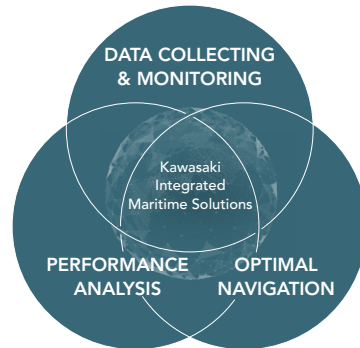 DATA COLLECTING
& MONITORING
Kawasaki
Integrated
Maritime Solutions
PERFORMANCE
ANALYSIS
OPTIMAL
NAVIGATION